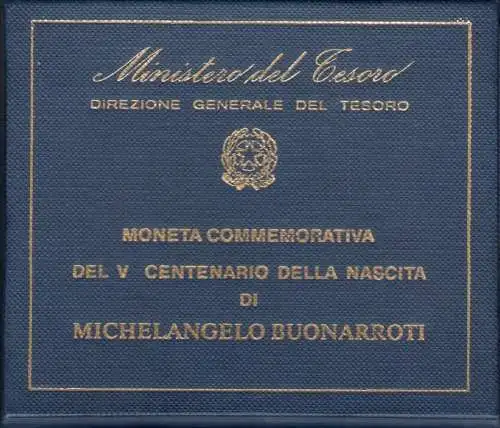 Ministero del Tesoro
DIREZIONE GENERALE DEL TESORO
MONETA COMMEMORATIVA
DEL V CENTENARIO DELLA NASCITA
DI
MICHELANGELO BUONARROTI